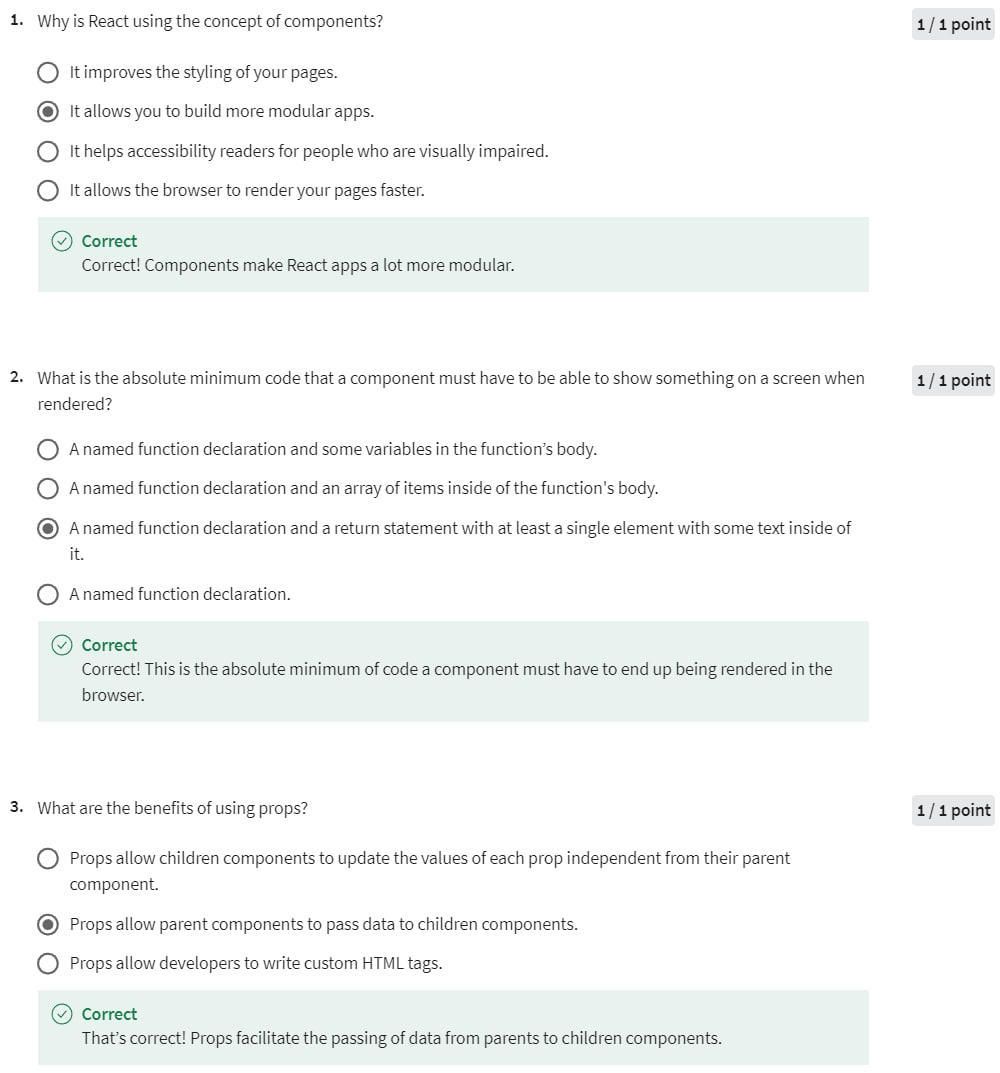 1. Why is React using the concept of components?
1 / 1 point
It improves the styling of your pages.
It allows you to build more modular apps.
It helps accessibility readers for people who are visually impaired.
It allows the browser to render your pages faster.
Correct
Correct! Components make React apps a lot more modular.
2. What is the absolute minimum code that a component must have to be able to show something on a screen when
rendered?
1 / 1 point
A named function declaration and some variables in the function’s body.
A named function declaration and an array of items inside of the function's body.
A named function declaration and a return statement with at least a single element with some text inside of
it.
A named function declaration.
Correct
Correct! This is the absolute minimum of code a component must have to end up being rendered in the
browser.
3. What are the benefits of using props?
1 / 1 point
Props allow children components to update the values of each prop independent from their parent
component.
Props allow parent components to pass data to children components.
Props allow developers to write custom HTML tags.
Correct
That’s correct! Props facilitate the passing of data from parents to children components.